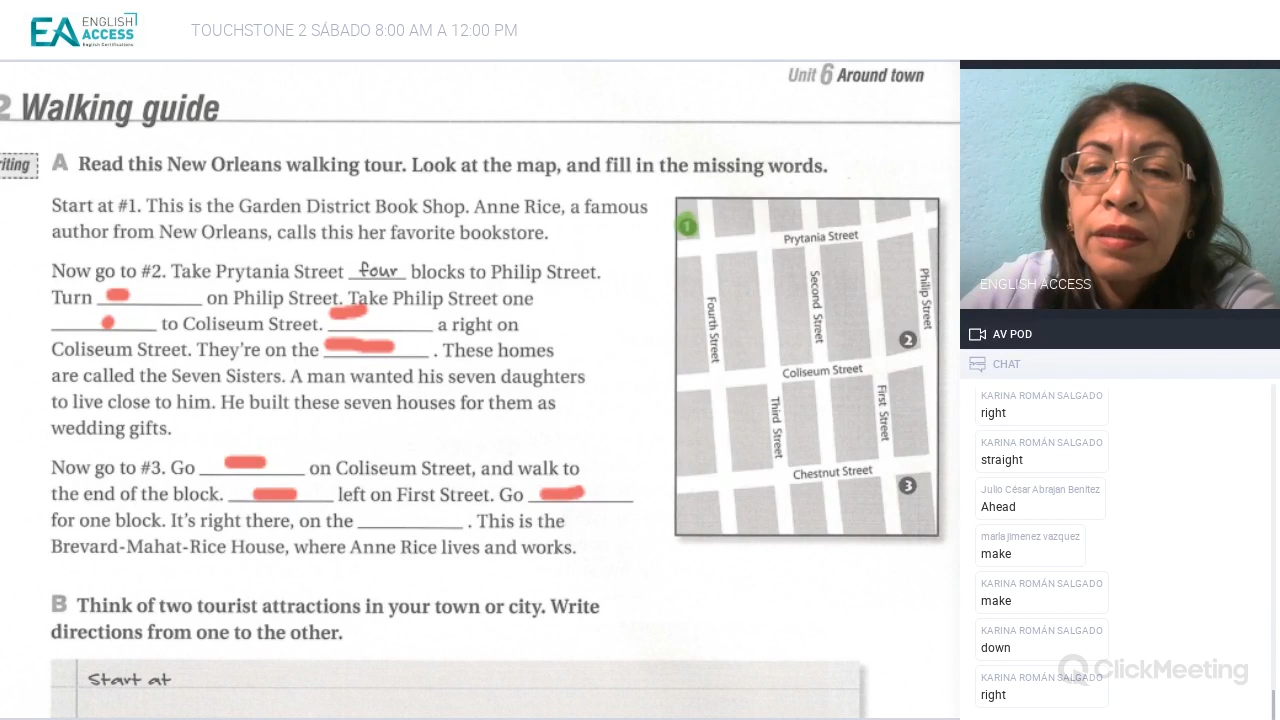 EA ENGLISH ACCESS
English Certifications
TOUCHSTONE 2 SÁBADO 8:00 AM A 12:00 PM
Unit 6 Around town
2 Walking guide
riting
A Read this New Orleans walking tour. Look at the map, and fill in the missing words.
Start at #1. This is the Garden District Book Shop. Anne Rice, a famous
author from New Orleans, calls this her favorite bookstore.
Now go to #2. Take Prytania Street four blocks to Philip Street.
Turn ____ on Philip Street. Take Philip Street one
____ to Coliseum Street. ____ a right on
Coliseum Street. They're on the ____ . These homes
are called the Seven Sisters. A man wanted his seven daughters
to live close to him. He built these seven houses for them as
wedding gifts.
Now go to #3. Go ____ on Coliseum Street, and walk to
the end of the block. ____ left on First Street. Go ____
for one block. It's right there, on the ____ . This is the
Brevard-Mahat-Rice House, where Anne Rice lives and works.
1
Prytania Street
Fourth Street
Second Street
Philip Street
2
Coliseum Street
Third Street
First Street
Chestnut Street
3
B Think of two tourist attractions in your town or city. Write
directions from one to the other.
Start at
ENGLISH ACCESS
AV POD
CHAT
KARINA ROMÁN SALGADO
right
KARINA ROMÁN SALGADO
straight
Julio César Abrajan Benítez
Ahead
maria jimenez vazquez
make
KARINA ROMÁN SALGADO
make
KARINA ROMÁN SALGADO
down
KARINA ROMÁN SALGADO
right
ClickMeeting